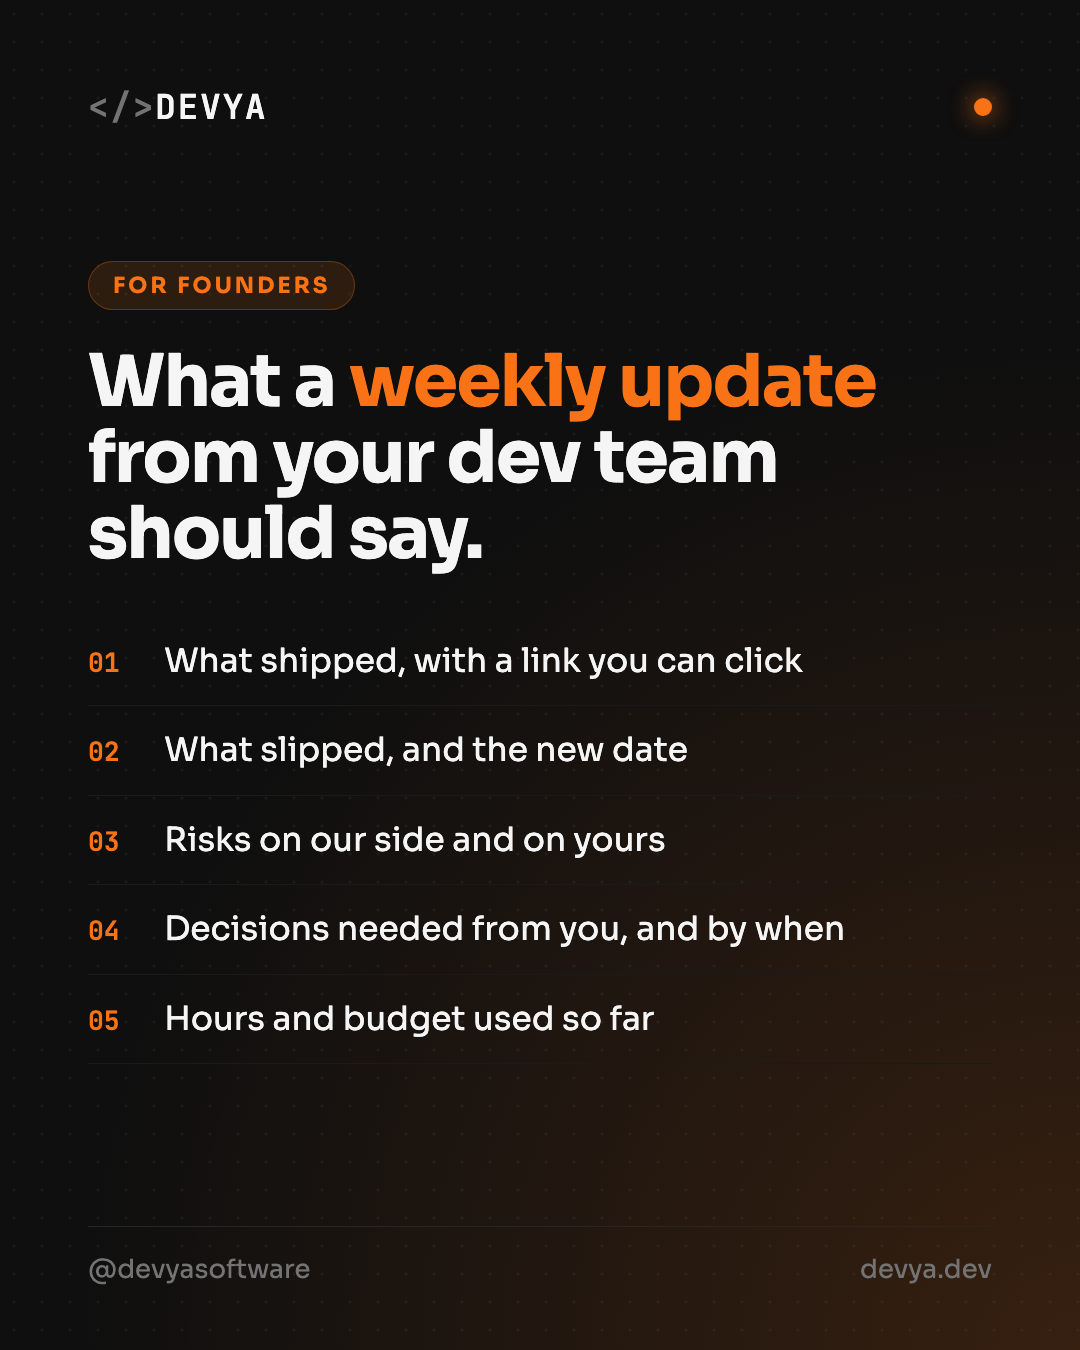 </>DEVYA
FOR FOUNDERS
What a weekly update
from your dev team
should say.
01 What shipped, with a link you can click
02 What slipped, and the new date
03 Risks on our side and on yours
04 Decisions needed from you, and by when
05 Hours and budget used so far
@devyasoftware devya.dev